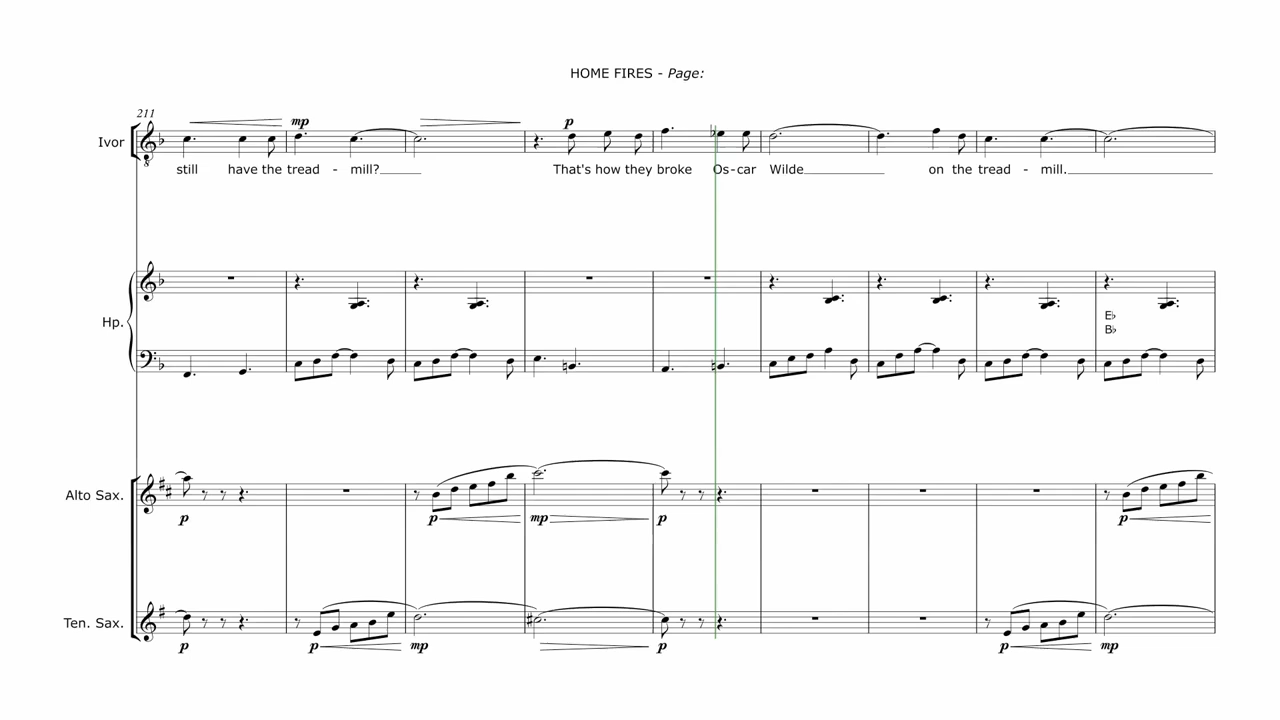 HOME FIRES - Page:
211
mp
p
Ivor
8
still have the tread - mill?
That's how they broke Os-car Wilde
on the tread - mill.
Hp.
E♭
B♭
Alto Sax.
p p mp p p
Ten. Sax.
p p mp p p mp